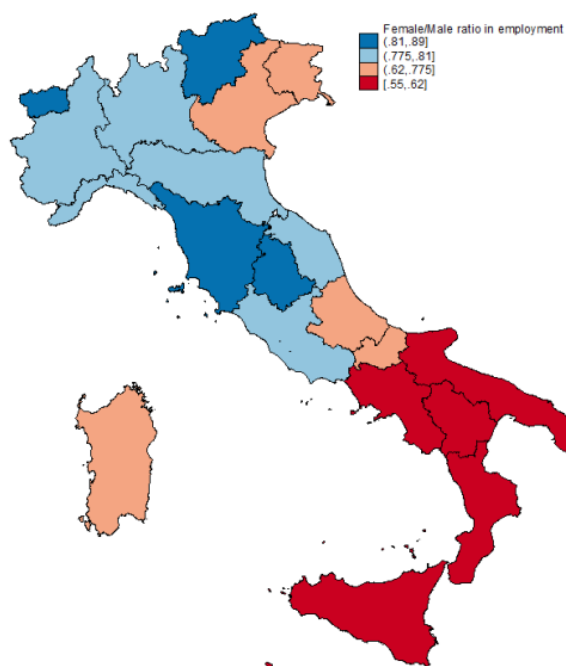 Female/Male ratio in employment
(.81,.89]
(.775,.81]
(.62,.775]
[.55,.62]